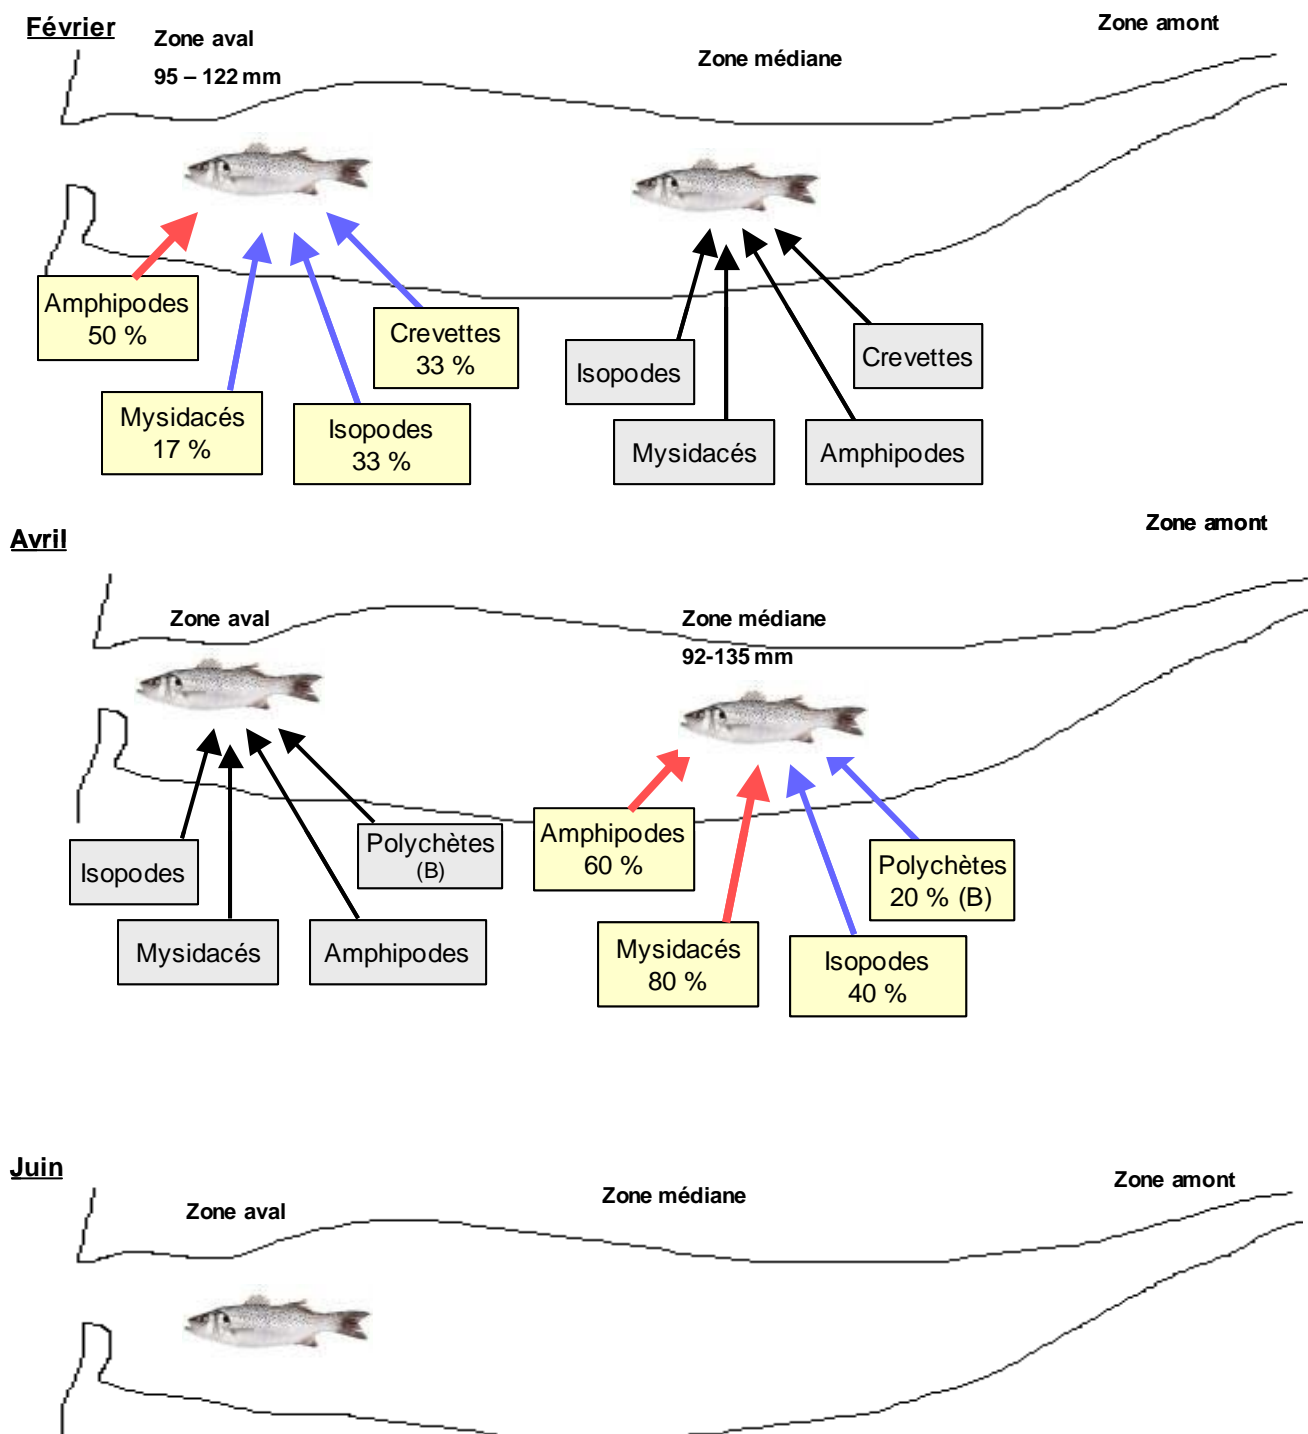 Février
Zone aval
95 – 122 mm
Zone médiane
Zone amont
Amphipodes
50 %
Mysidacés
17 %
Isopodes
33 %
Crevettes
33 %
Isopodes
Mysidacés
Amphipodes
Crevettes
Avril
Zone amont
Zone aval
Zone médiane
92-135 mm
Isopodes
Mysidacés
Amphipodes
Polychètes
(B)
Amphipodes
60 %
Mysidacés
80 %
Isopodes
40 %
Polychètes
20 % (B)
Juin
Zone aval
Zone médiane
Zone amont